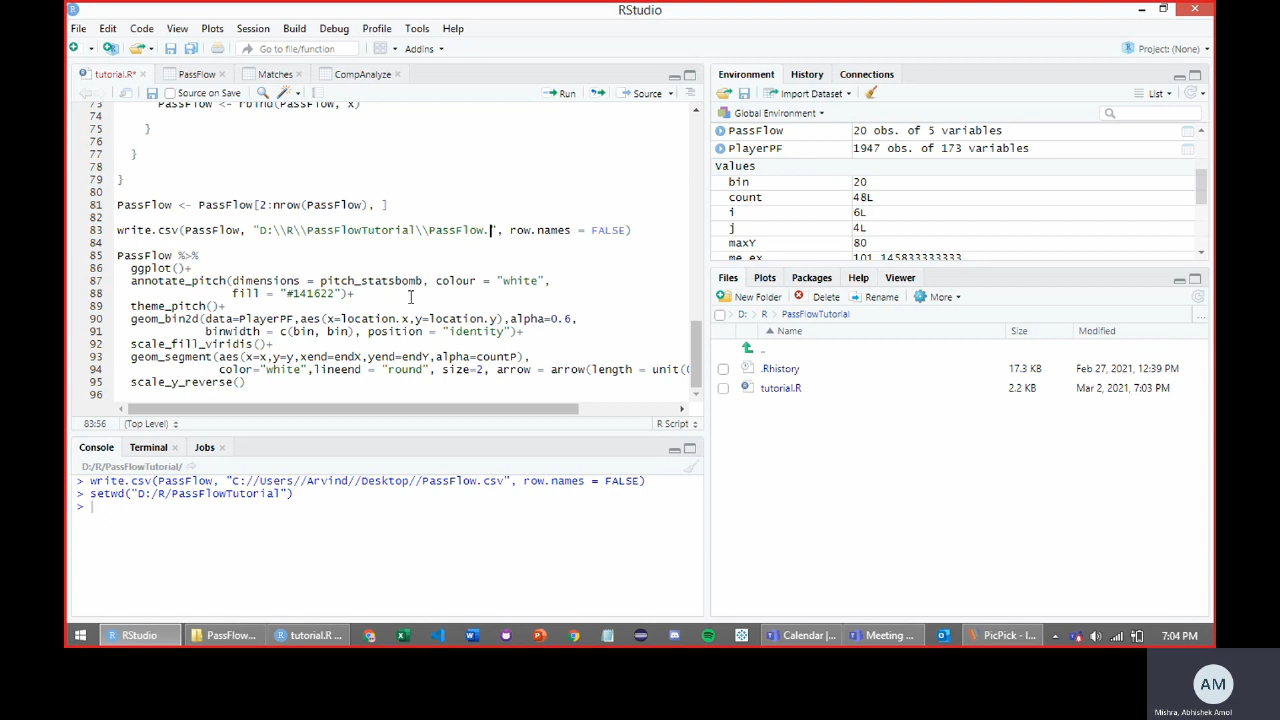 RStudio
File Edit Code View Plots Session Build Debug Profile Tools Help
Go to file/function Addins Project: (None)
tutorial.R* PassFlow Matches CompAnalyze
Source on Save Run Source
73 PassFlow <- rbind(PassFlow, x)
74
75 }
76
77 }
78
79 }
80
81 PassFlow <- PassFlow[2:nrow(PassFlow), ]
82
83 write.csv(PassFlow, "D:\\R\\PassFlowTutorial\\PassFlow.", row.names = FALSE)
84
85 PassFlow %>%
86 ggplot()+
87 annotate_pitch(dimensions = pitch_statsbomb, colour = "white",
88 fill = "#141622")+
89 theme_pitch()+
90 geom_bin2d(data=PlayerPF,aes(x=location.x,y=location.y),alpha=0.6,
91 binwidth = c(bin, bin), position = "identity")+
92 scale_fill_viridis()+
93 geom_segment(aes(x=x,y=y,xend=endX,yend=endY,alpha=countP),
94 color="white",lineend = "round", size=2, arrow = arrow(length = unit(0
95 scale_y_reverse()
96
83:56 (Top Level) R Script
Console Terminal Jobs
D:/R/PassFlowTutorial/
> write.csv(PassFlow, "C://Users//Arvind//Desktop//PassFlow.csv", row.names = FALSE)
> setwd("D:/R/PassFlowTutorial")
>
Environment History Connections
Import Dataset List
Global Environment
PassFlow 20 obs. of 5 variables
PlayerPF 1947 obs. of 173 variables
Values
bin 20
count 48L
i 6L
j 4L
maxY 80
me_ex 101.145833333333
Files Plots Packages Help Viewer
New Folder Delete Rename More
D: R PassFlowTutorial
Name Size Modified
..
.Rhistory 17.3 KB Feb 27, 2021, 12:39 PM
tutorial.R 2.2 KB Mar 2, 2021, 7:03 PM
RStudio PassFlow... tutorial.R ... Calendar |... Meeting ... PicPick - I... 7:04 PM
AM
Mishra, Abhishek Amol